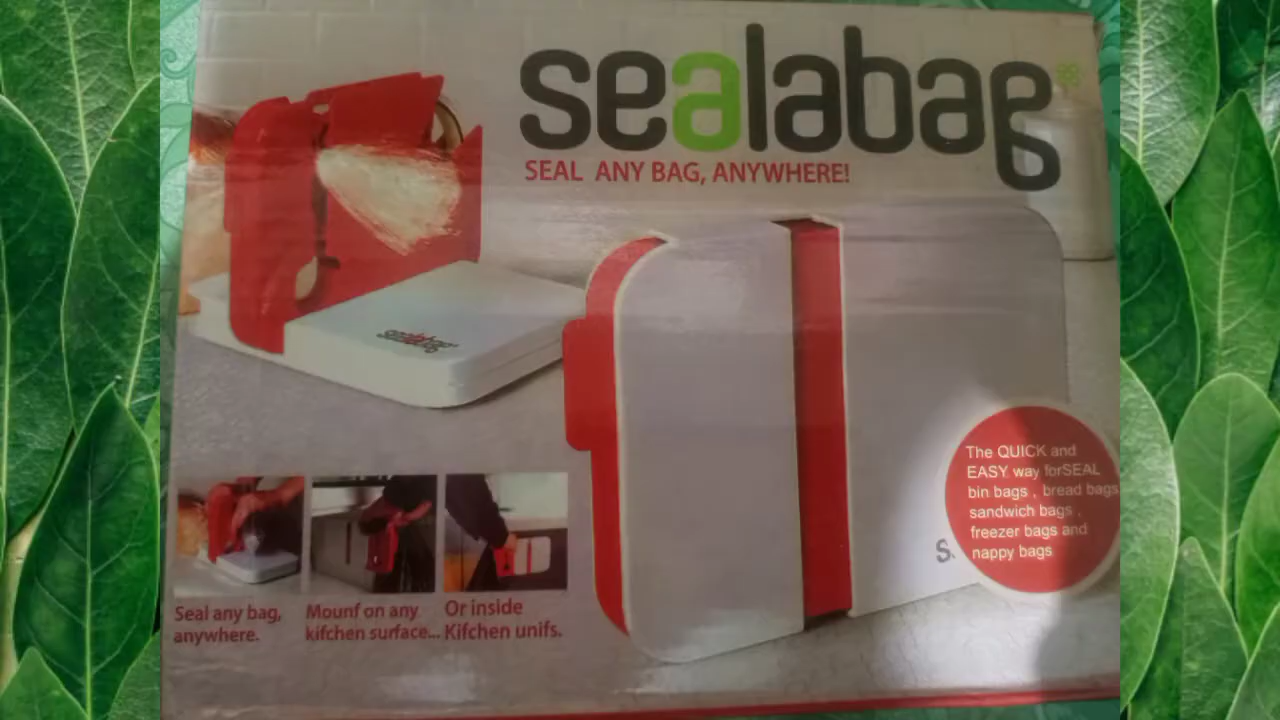 sealabag
SEAL ANY BAG, ANYWHERE!
sealabag
The QUICK and
EASY way forSEAL
bin bags , bread bags
sandwich bags ,
freezer bags and
nappy bags
Seal any bag,
anywhere.
Mounf on any
kifchen surface...
Or inside
Kifchen unifs.